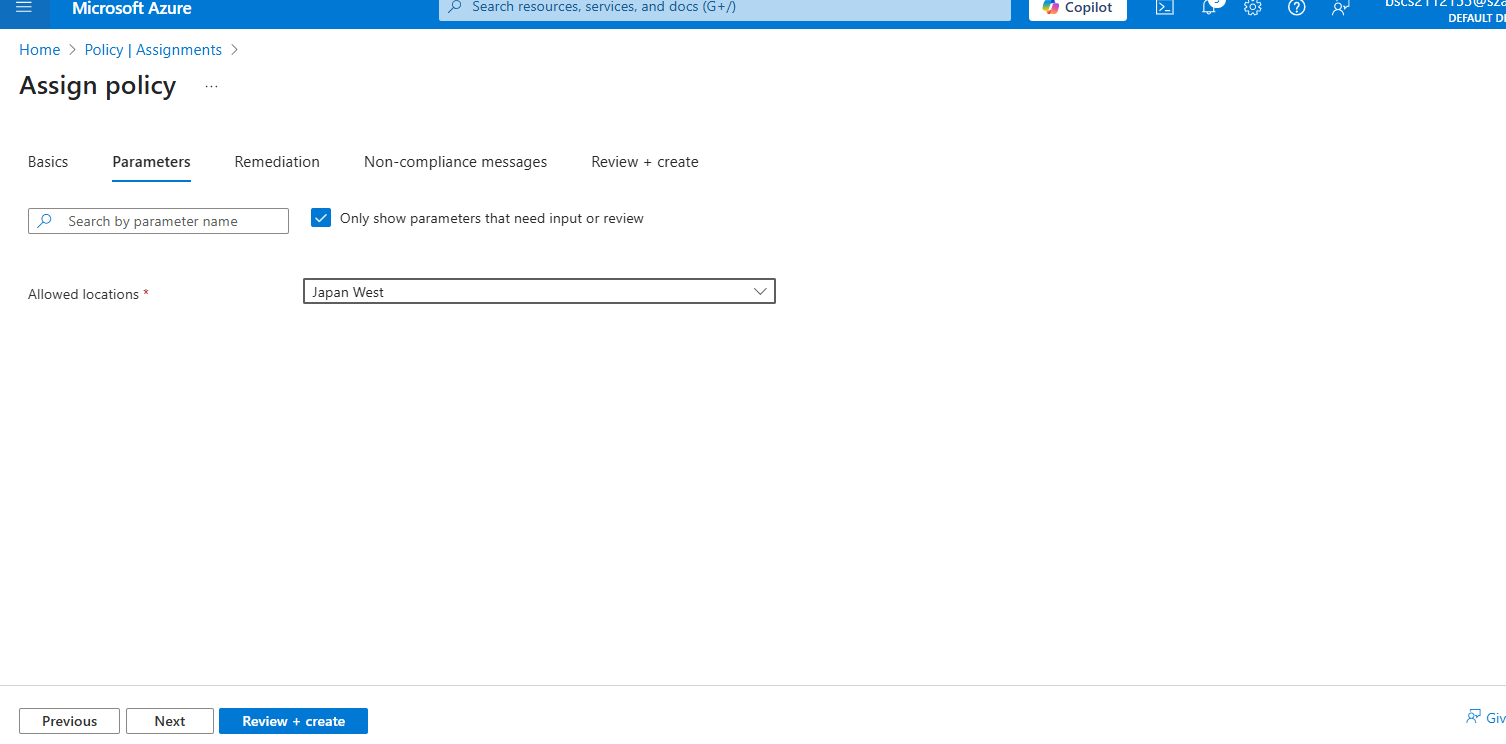 Microsoft Azure
Search resources, services, and docs (G+/)
Copilot
DEFAULT
Home > Policy | Assignments >
Assign policy ...
Basics Parameters Remediation Non-compliance messages Review + create
Search by parameter name
Only show parameters that need input or review
Allowed locations *
Japan West
Previous Next Review + create